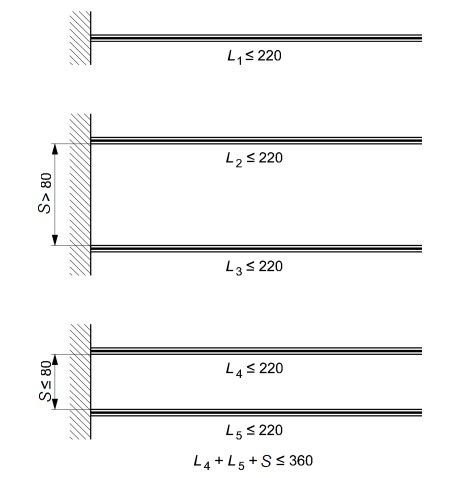 L1 ≤ 220
L2 ≤ 220
S > 80
L3 ≤ 220
L4 ≤ 220
S ≤ 80
L5 ≤ 220
L4 + L5 + S ≤ 360